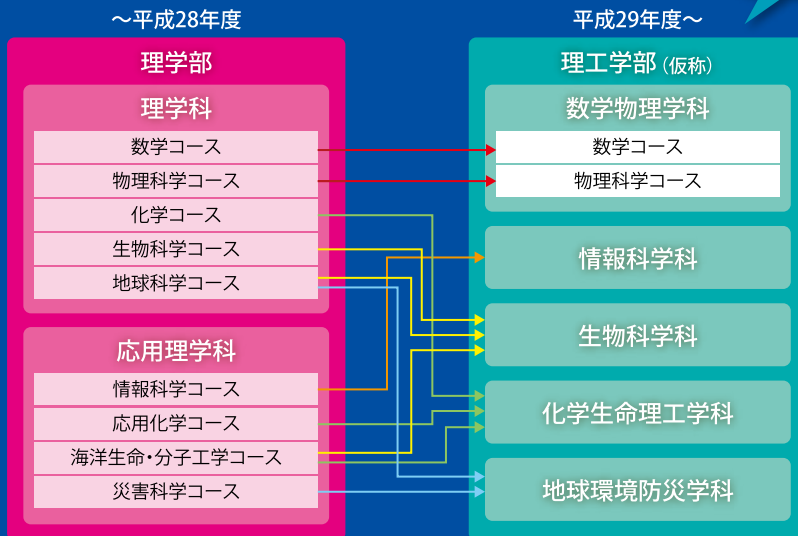 ～平成28年度
理学部
理学科
数学コース
物理科学コース
化学コース
生物科学コース
地球科学コース
応用理学科
情報科学コース
応用化学コース
海洋生命・分子工学コース
災害科学コース
平成29年度～
理工学部（仮称）
数学物理学科
数学コース
物理科学コース
情報科学科
生物科学科
化学生命理工学科
地球環境防災学科